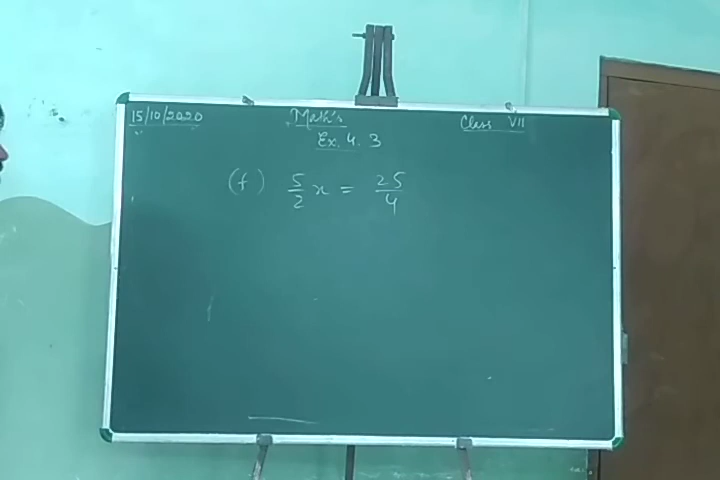 15/10/2020 Math's Class VII
Ex. 4.3
(f) 5/2 x = 25/4